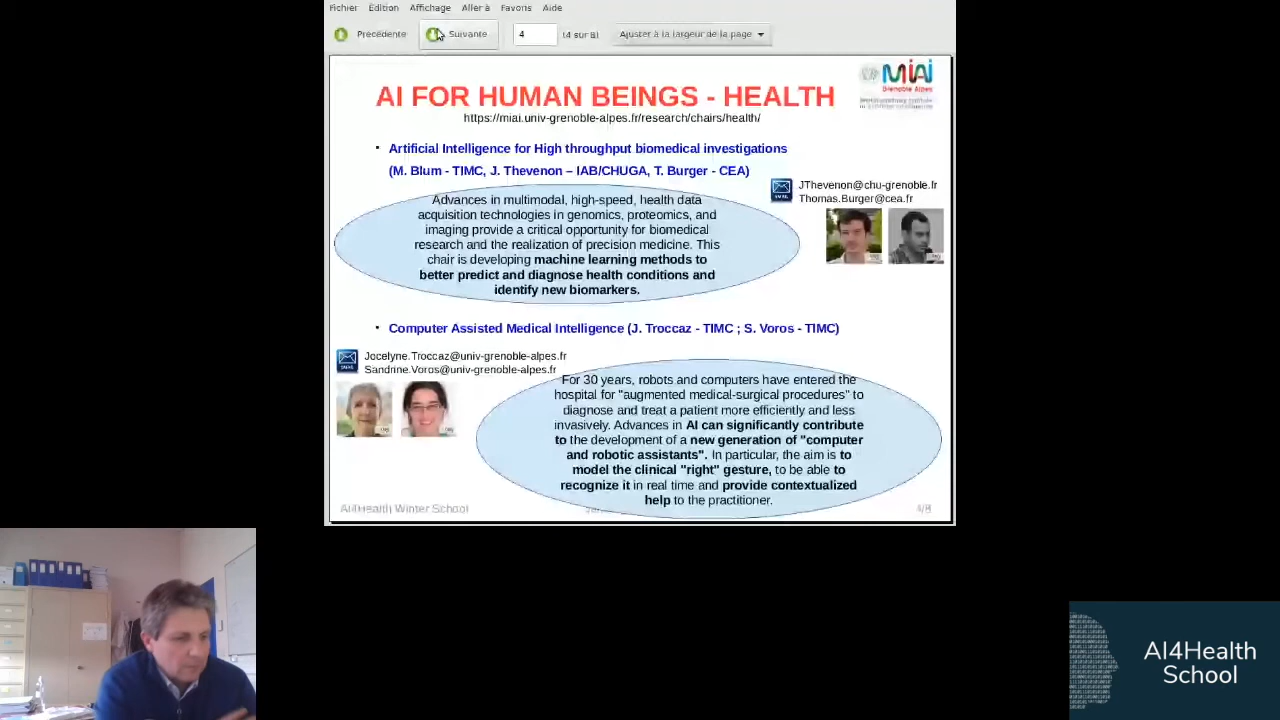 Fichier Édition Affichage Aller à Favoris Aide
Précédente Suivante 4 (4 sur 8) Ajuster à la largeur de la page
MIAI
Grenoble Alpes
AI FOR HUMAN BEINGS - HEALTH
https://miai.univ-grenoble-alpes.fr/research/chairs/health/
• Artificial Intelligence for High throughput biomedical investigations
(M. Blum - TIMC, J. Thevenon – IAB/CHUGA, T. Burger - CEA)
JThevenon@chu-grenoble.fr
Thomas.Burger@cea.fr
Advances in multimodal, high-speed, health data
acquisition technologies in genomics, proteomics, and
imaging provide a critical opportunity for biomedical
research and the realization of precision medicine. This
chair is developing machine learning methods to
better predict and diagnose health conditions and
identify new biomarkers.
• Computer Assisted Medical Intelligence (J. Troccaz - TIMC ; S. Voros - TIMC)
Jocelyne.Troccaz@univ-grenoble-alpes.fr
Sandrine.Voros@univ-grenoble-alpes.fr
For 30 years, robots and computers have entered the
hospital for "augmented medical-surgical procedures" to
diagnose and treat a patient more efficiently and less
invasively. Advances in AI can significantly contribute
to the development of a new generation of "computer
and robotic assistants". In particular, the aim is to
model the clinical "right" gesture, to be able to
recognize it in real time and provide contextualized
help to the practitioner.
AI4Health Winter School
4/8
AI4Health
School